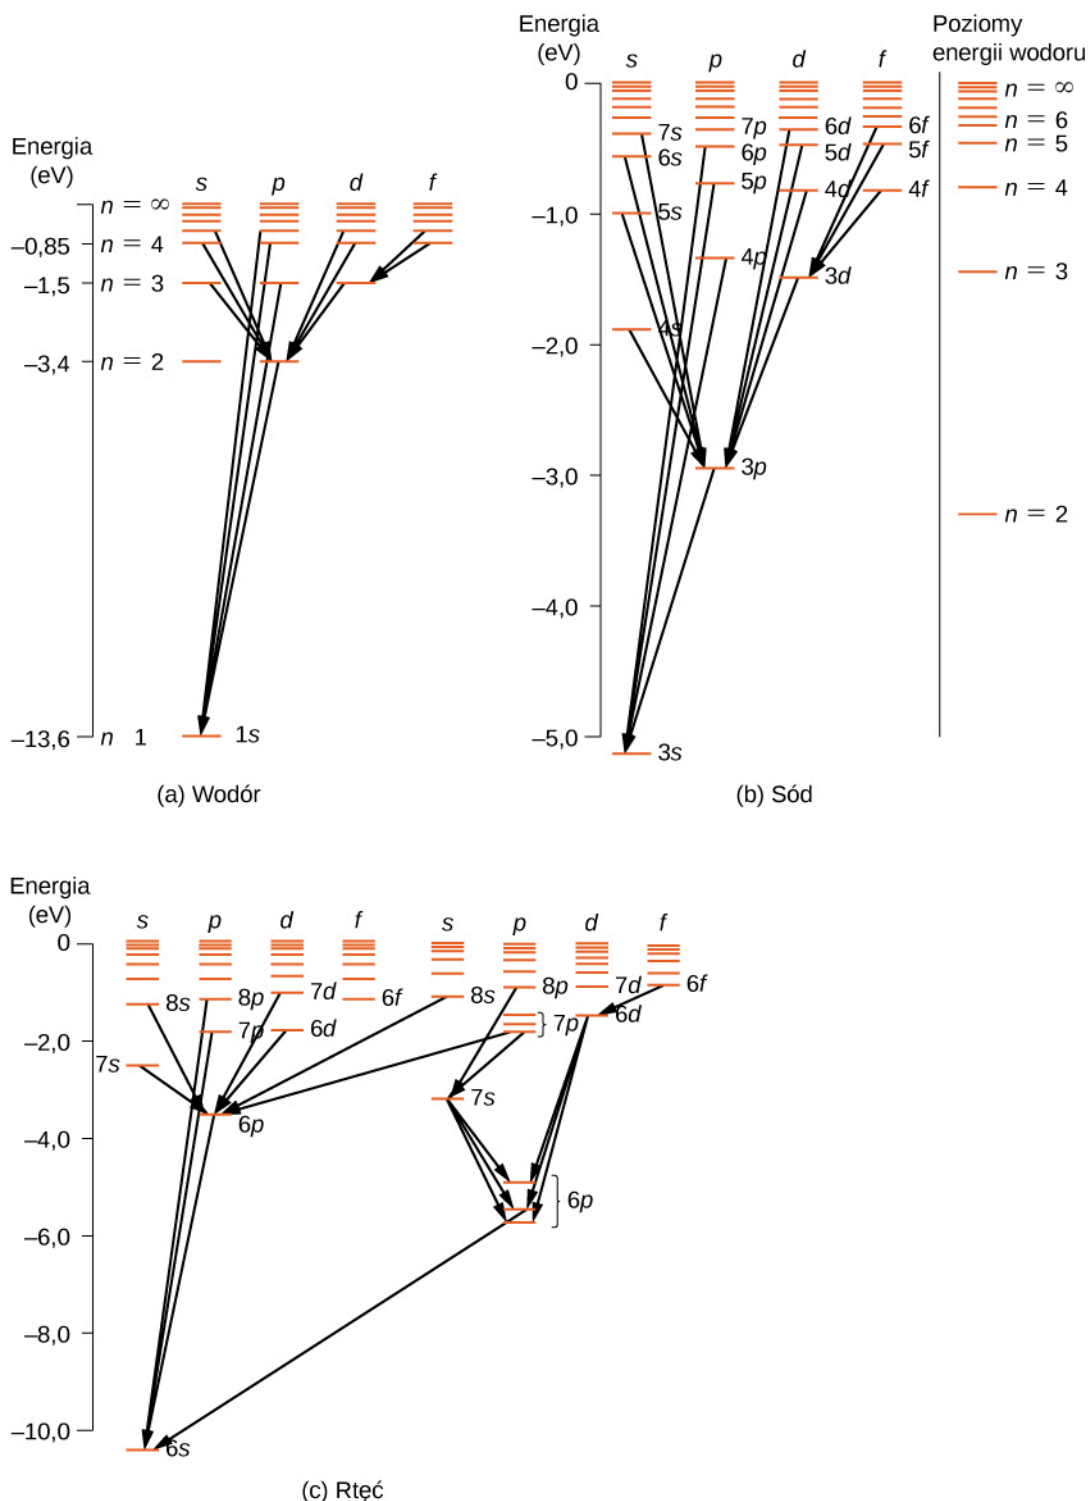 Energia
(eV)
s p d f
n = ∞
–0,85 n = 4
–1,5 n = 3
–3,4 n = 2
–13,6 n 1 1s
(a) Wodór
Energia
(eV)
s p d f
0
7s 7p 6d 6f
6s 6p 5d 5f
5p 4d 4f
–1,0 5s
4p
3d
4s
–2,0
3p
–3,0
–4,0
–5,0
3s
(b) Sód
Poziomy
energii wodoru
n = ∞
n = 6
n = 5
n = 4
n = 3
n = 2
Energia
(eV)
s p d f s p d f
0
8s 8p 7d 6f 8s 8p 7d 6f
7p 6d 7p 6d
–2,0
7s 7s
6p
–4,0
6p
–6,0
–8,0
–10,0
6s
(c) Rtęć